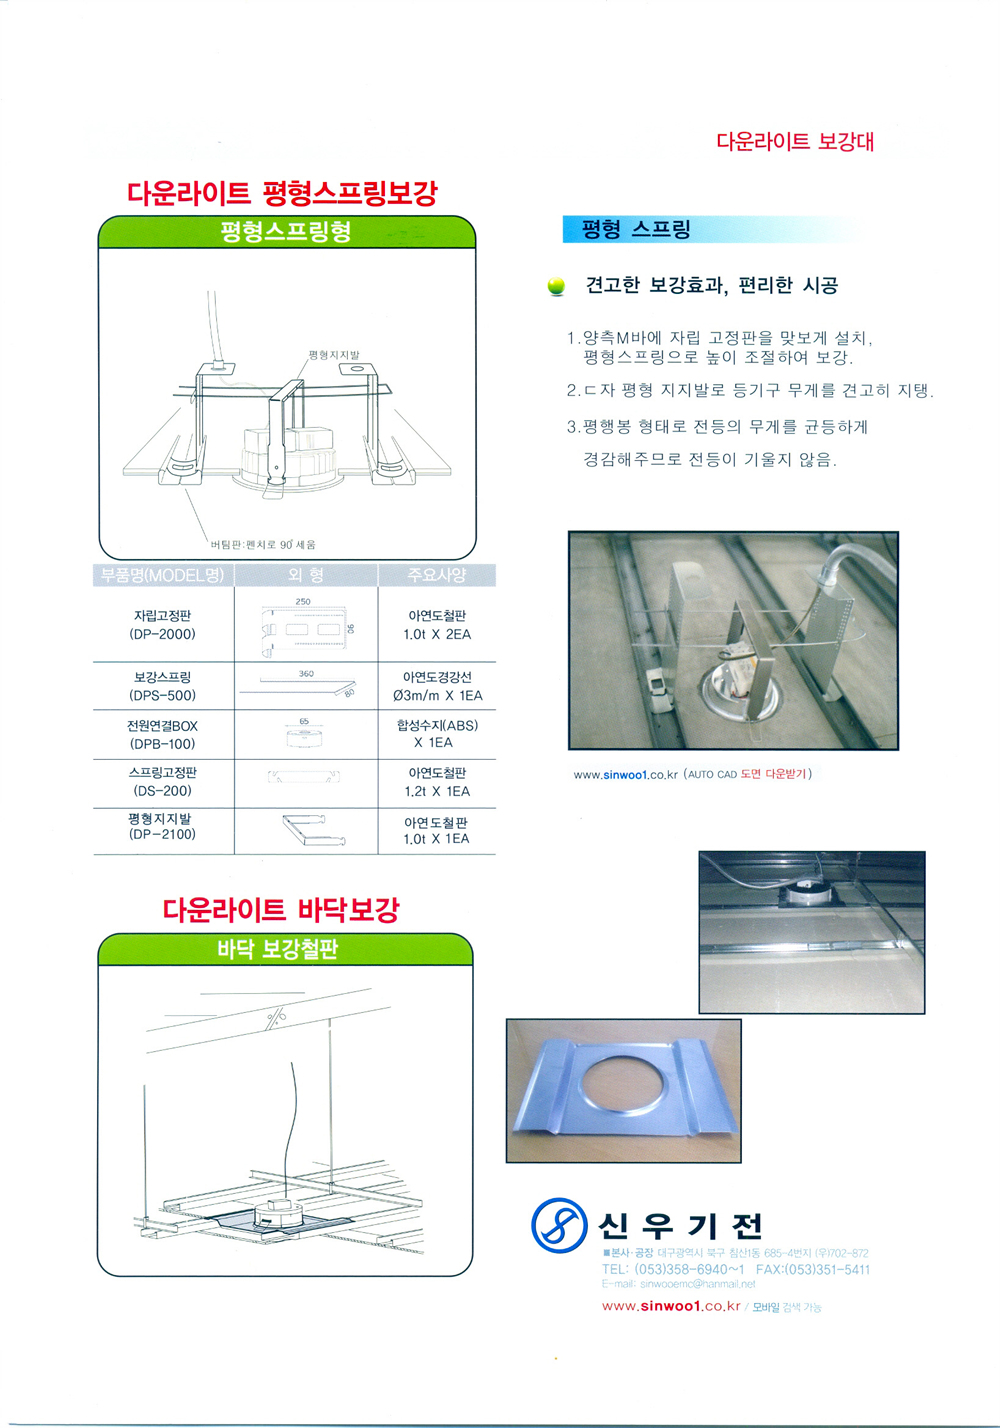 다운라이트 보강대
다운라이트 평형스프링보강
평형스프링형
평형지지발
버팀판:펜치로 90°세움
부품명(MODEL명) 외 형 주요사양
자립고정판
(DP-2000)
250
90
아연도철판
1.0t X 2EA
보강스프링
(DPS-500)
360
80
아연도경강선
Ø3m/m X 1EA
전원연결BOX
(DPB-100)
65
합성수지(ABS)
X 1EA
스프링고정판
(DS-200)
아연도철판
1.2t X 1EA
평형지지발
(DP-2100)
아연도철판
1.0t X 1EA
평형 스프링
견고한 보강효과, 편리한 시공
1.양측M바에 자립 고정판을 맞보게 설치,
평형스프링으로 높이 조절하여 보강.
2.ㄷ자 평형 지지발로 등기구 무게를 견고히 지탱.
3.평행봉 형태로 전등의 무게를 균등하게
경감해주므로 전등이 기울지 않음.
www.sinwoo1.co.kr (AUTO CAD 도면 다운받기)
다운라이트 바닥보강
바닥 보강철판
신우기전
■본사·공장 대구광역시 북구 침산1동 685-4번지 (우)702-872
TEL: (053)358-6940~1 FAX:(053)351-5411
E-mail: sinwooemc@hanmail.net
www.sinwoo1.co.kr / 모바일 검색 가능